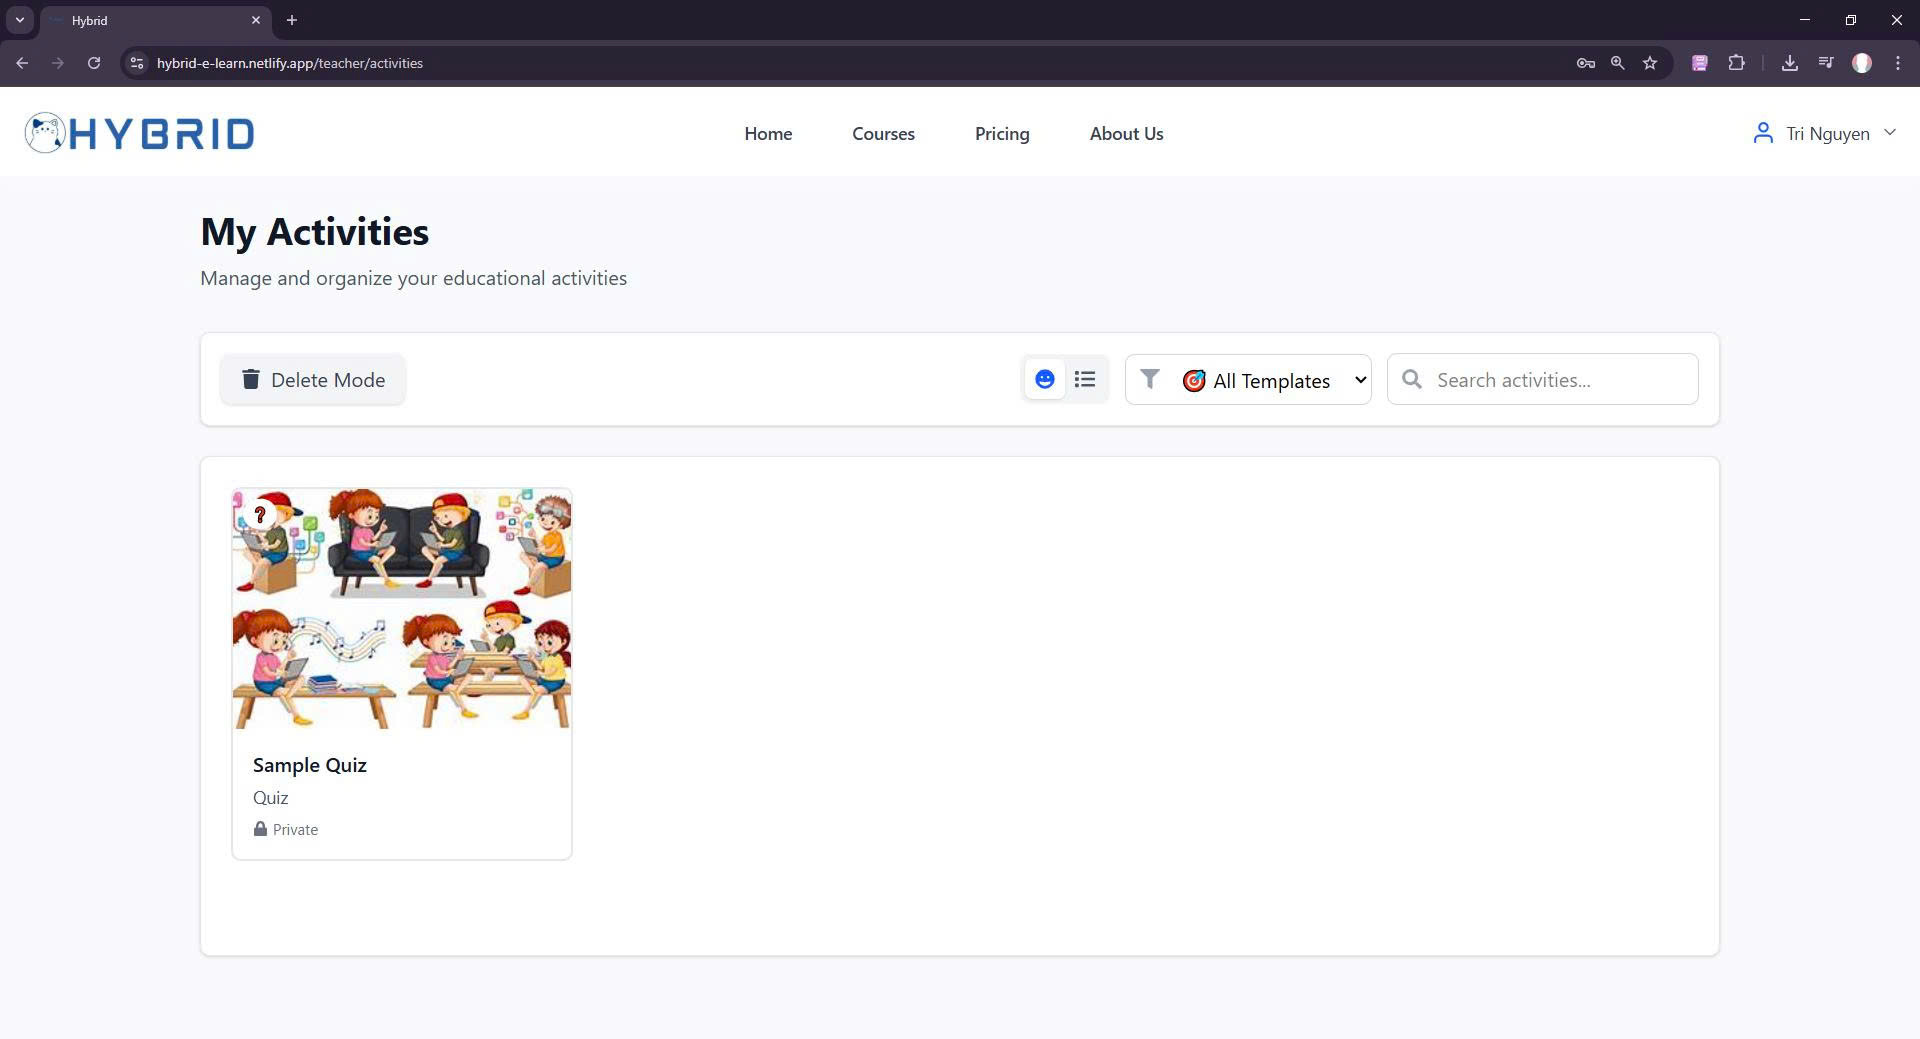 Hybrid
hybrid-e-learn.netlify.app/teacher/activities
HYBRID
Home
Courses
Pricing
About Us
Tri Nguyen
My Activities
Manage and organize your educational activities
Delete Mode
All Templates
Search activities...
?
Sample Quiz
Quiz
Private